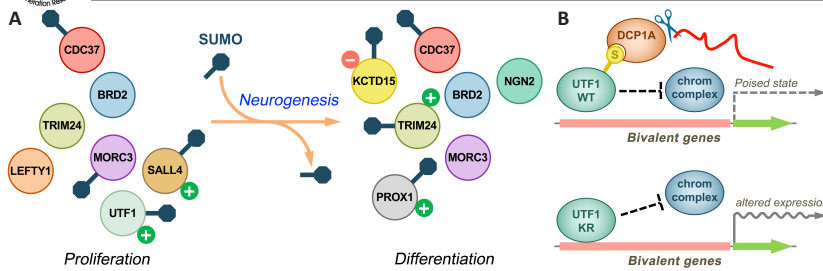 A
CDC37
BRD2
TRIM24
MORC3
SALL4
LEFTY1
UTF1
+
+
Proliferation
SUMO
Neurogenesis
CDC37
−
KCTD15
BRD2
NGN2
+
TRIM24
MORC3
PROX1
+
Differentiation
B
DCP1A
S
UTF1
WT
chrom
complex
Poised state
Bivalent genes
UTF1
KR
chrom
complex
altered expression
Bivalent genes